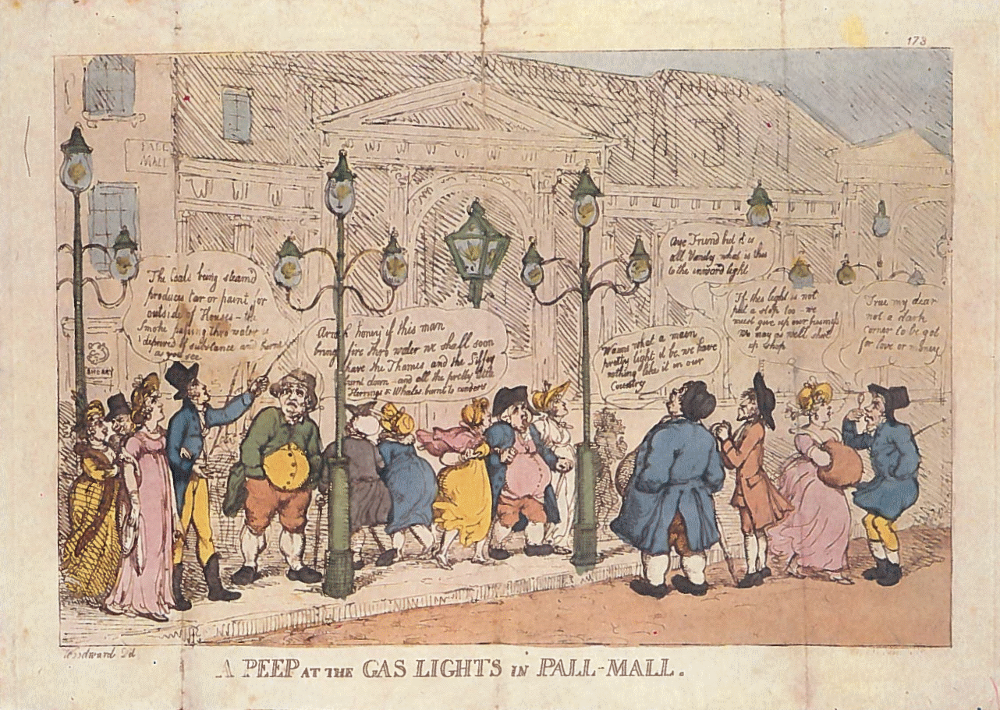 173
PALL
MALL
The Coals being steamd
produces tar or paint for
outside of Houses – the
Smoke passing thro water is
deprived of substance and burns
as you see
Arrah honey if this man
bring fire thro water we shall soon
have the Thames and the Liffey
burnt down – and all the pretty little
Herrings & Whales burnt to cinders
Wauns what a main
pretty light it be we have
nothing like it in our
Country
Aye Friend but it is
all Vanity what is this
to the inward light
If this light is not
put a stop too – we
must give up our business
We may as well shut
up shop
True my dear
not a dark
corner to be got
for love or money
Woodward Del
A PEEP AT THE GAS LIGHTS IN PALL-MALL.